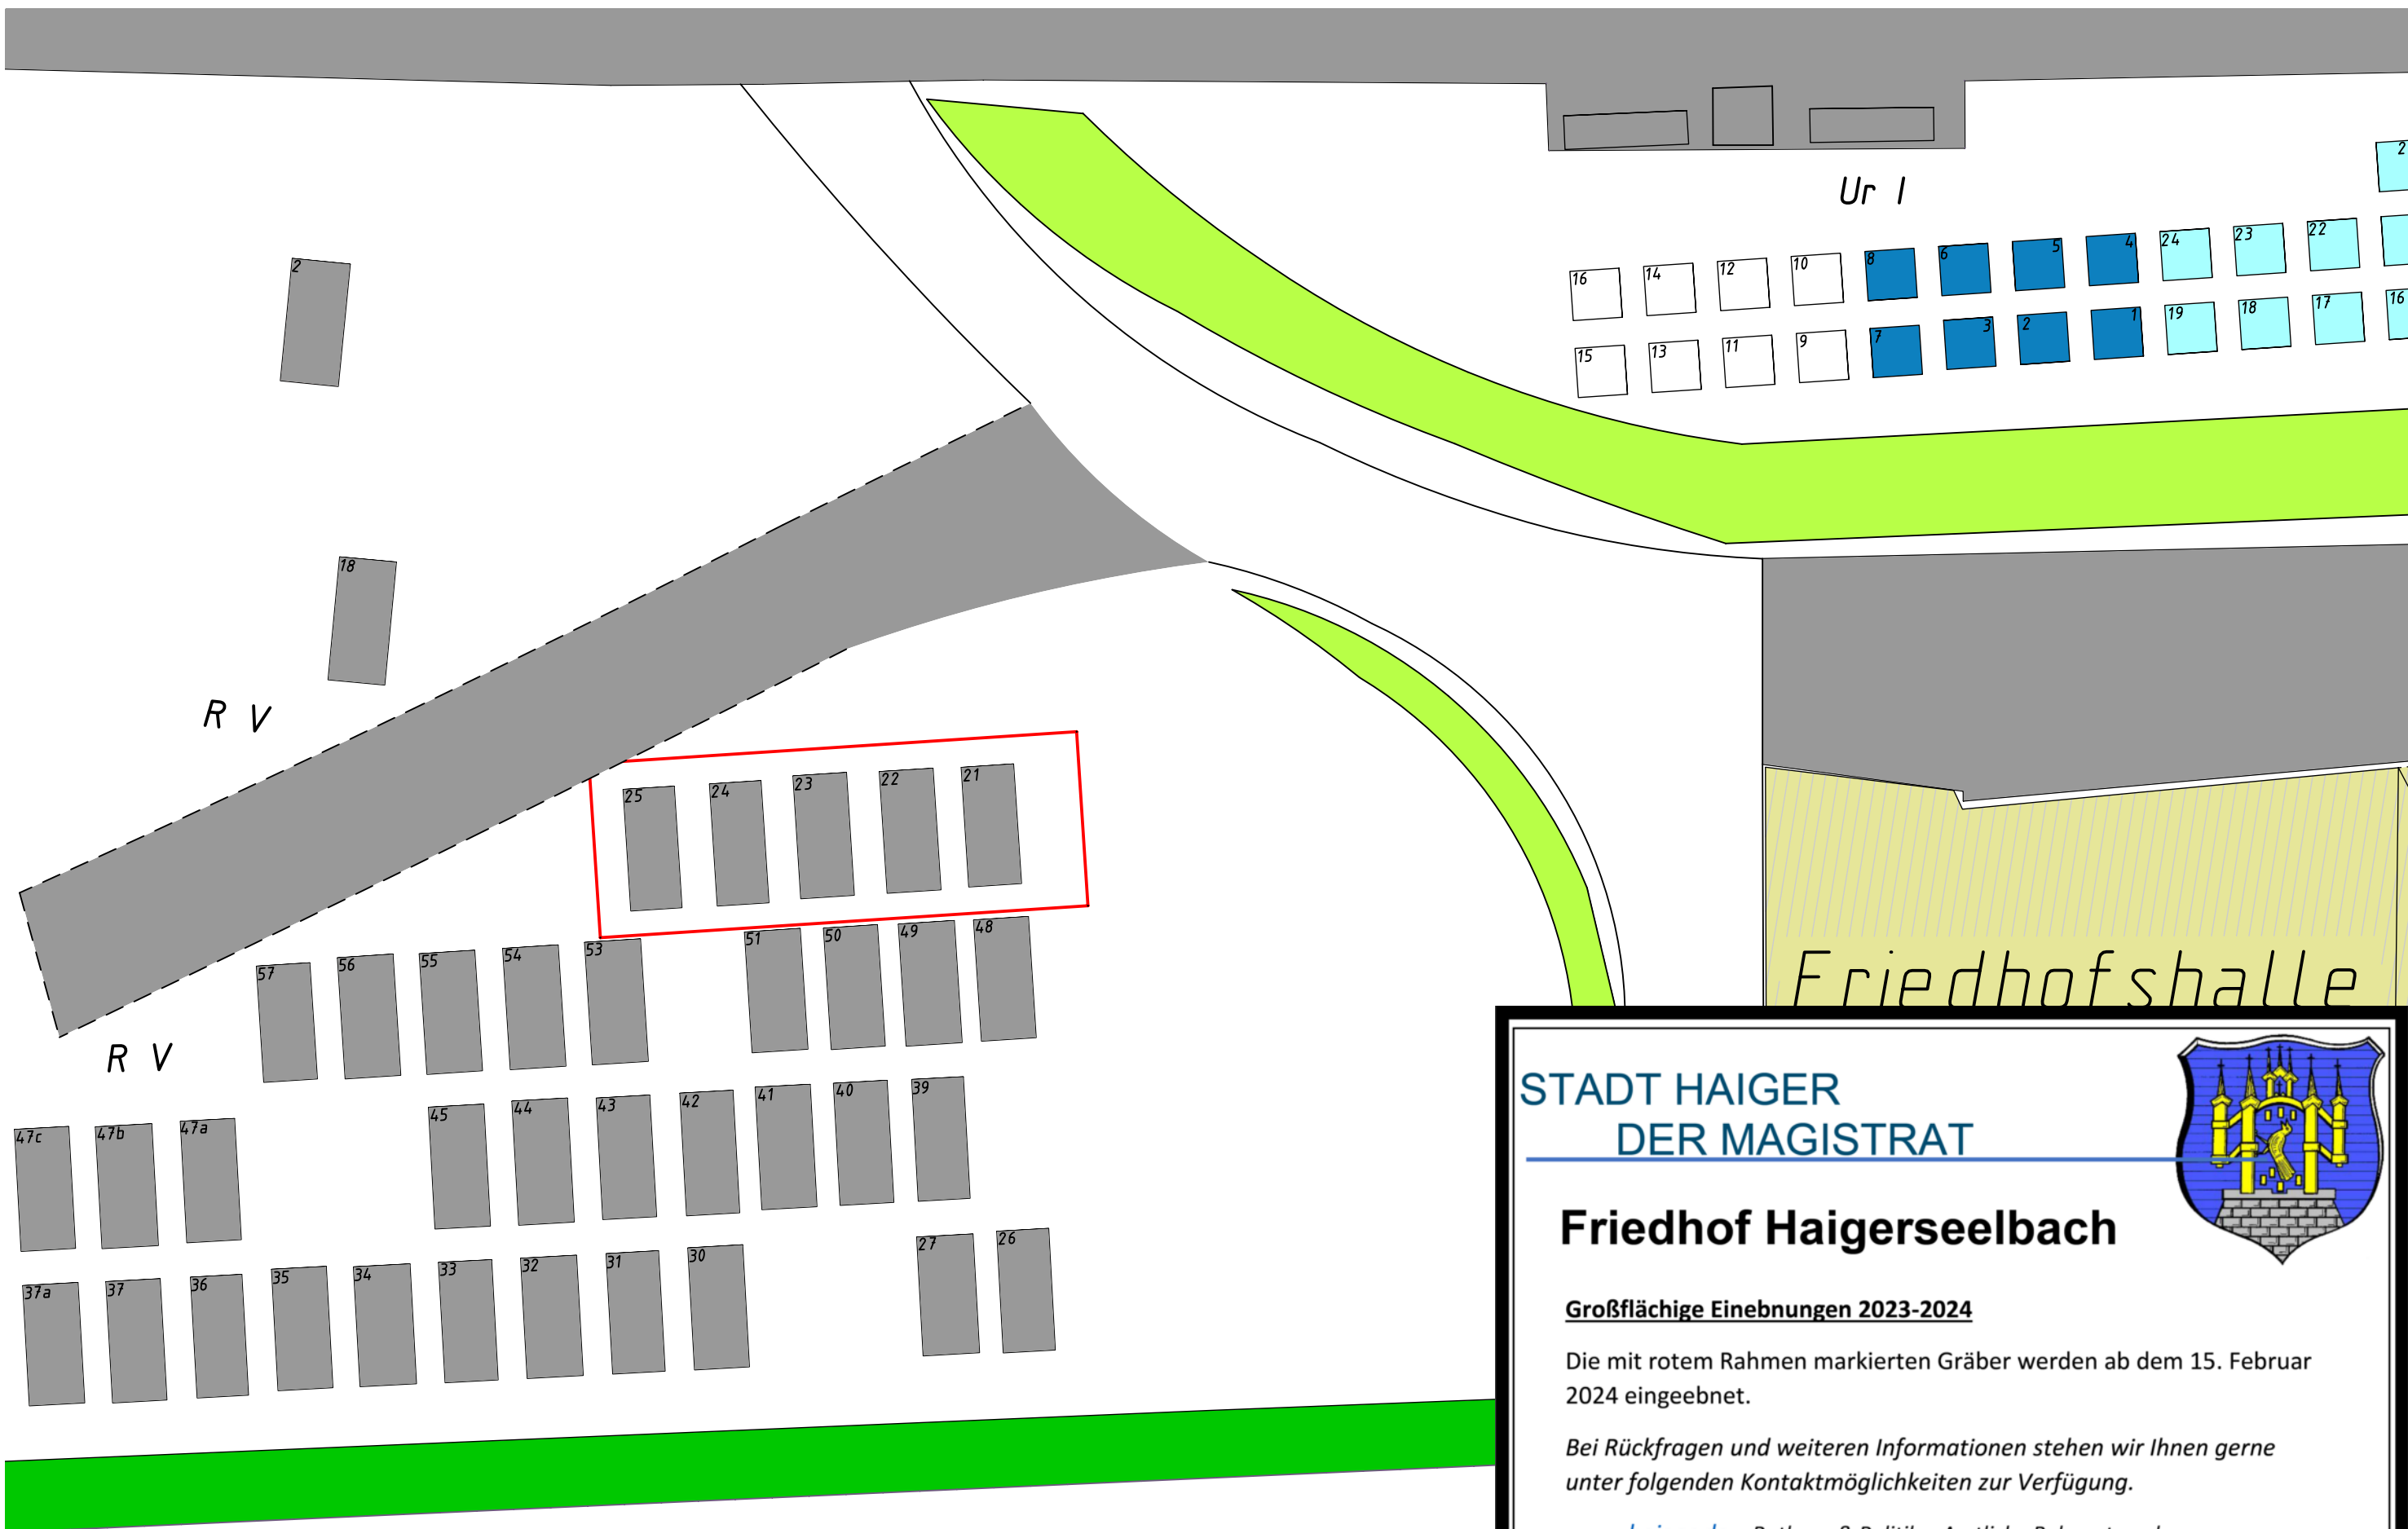 Ur I
2
16 14 12 10 8 6 5 4 24 23 22
15 13 11 9 7 3 2 1 19 18 17 16
2
18
R V
25 24 23 22 21
57 56 55 54 53 51 50 49 48
R V
47c 47b 47a 45 44 43 42 41 40 39
37a 37 36 35 34 33 32 31 30 27 26
Friedhofshalle
STADT HAIGER
DER MAGISTRAT
Friedhof Haigerseelbach
Großflächige Einebnungen 2023-2024
Die mit rotem Rahmen markierten Gräber werden ab dem 15. Februar
2024 eingeebnet.
Bei Rückfragen und weiteren Informationen stehen wir Ihnen gerne
unter folgenden Kontaktmöglichkeiten zur Verfügung.